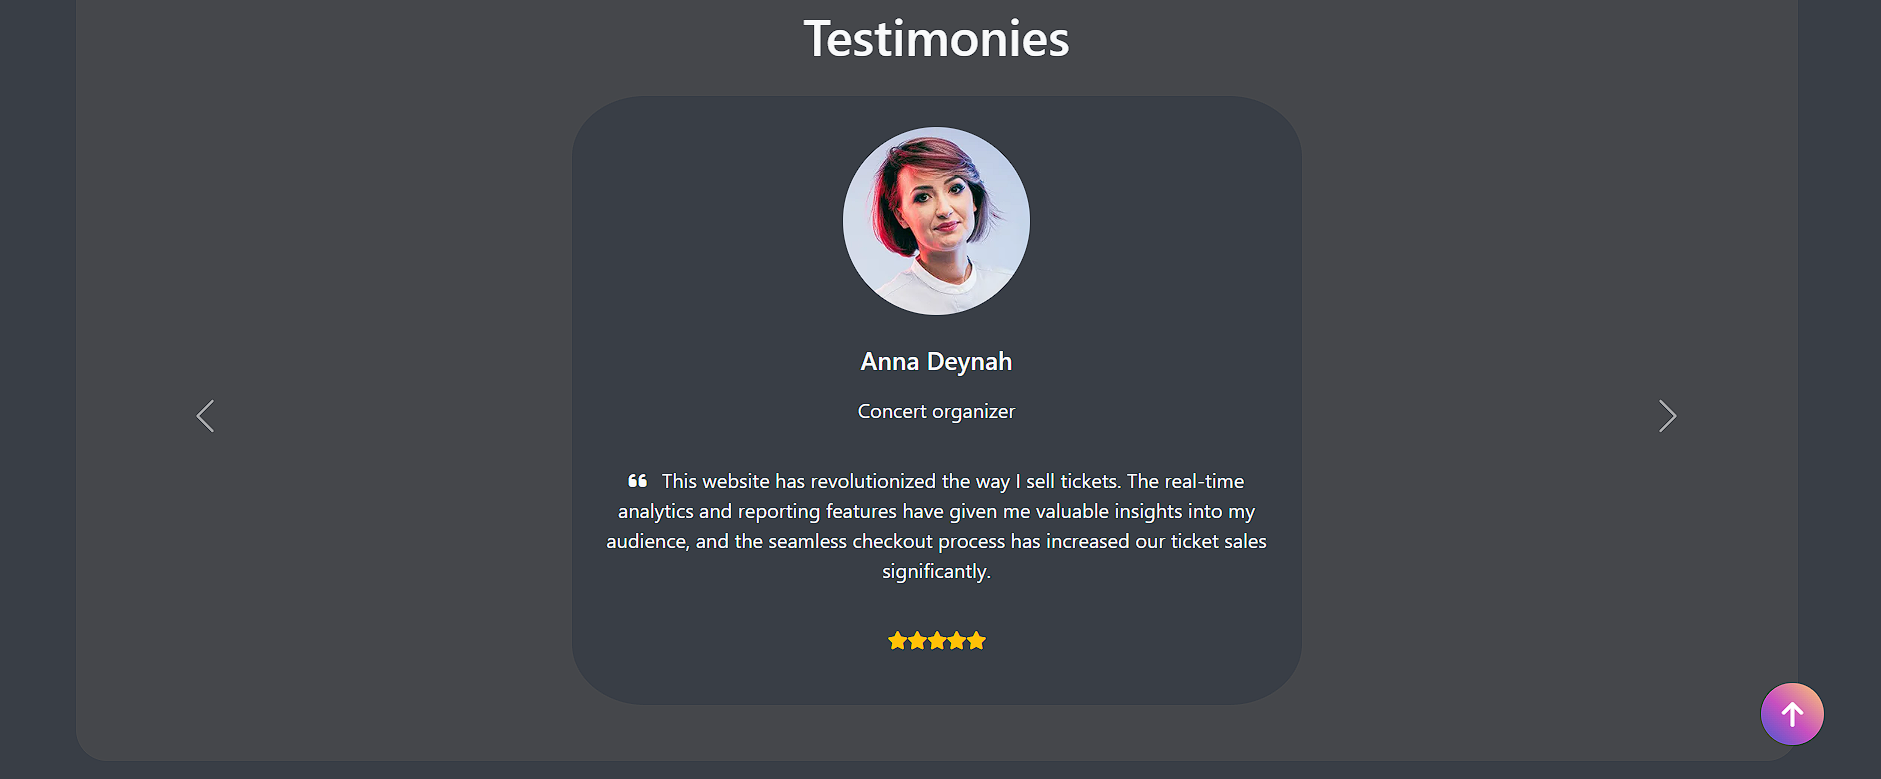 Testimonies
Anna Deynah
Concert organizer
❝ This website has revolutionized the way I sell tickets. The real-time
analytics and reporting features have given me valuable insights into my
audience, and the seamless checkout process has increased our ticket sales
significantly.